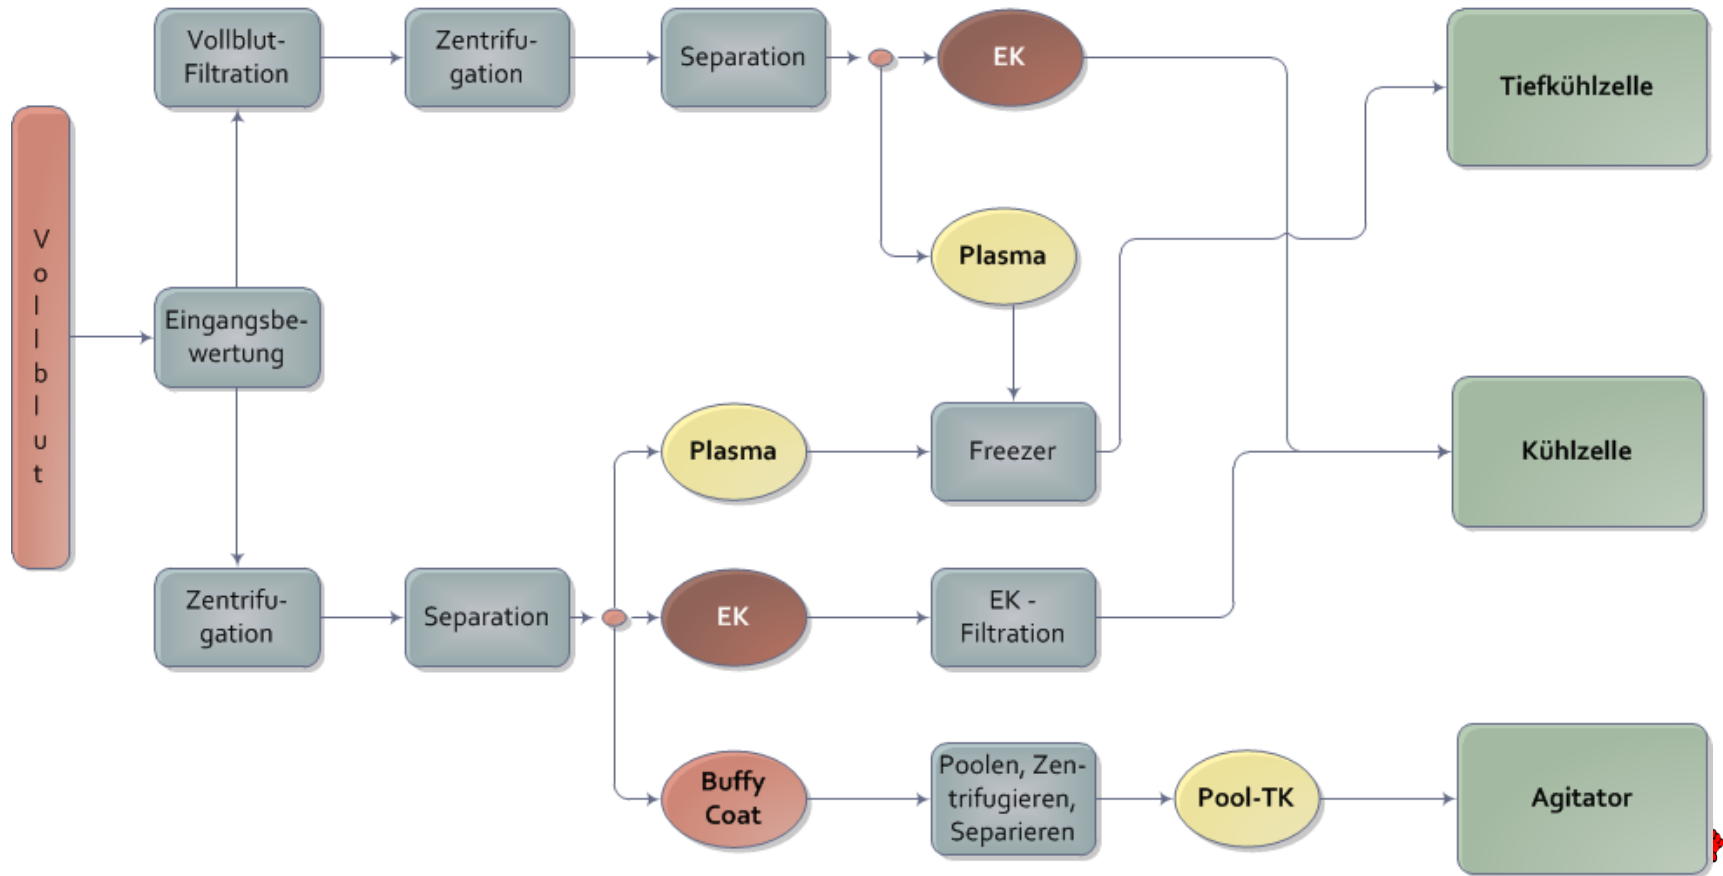 Vollblut-
Filtration
Zentrifu-
gation
Separation
EK
Tiefkühlzelle
Plasma
V
o
l
l
b
l
u
t
Eingangsbe-
wertung
Plasma
Freezer
Kühlzelle
Zentrifu-
gation
Separation
EK
EK -
Filtration
Buffy
Coat
Poolen, Zen-
trifugieren,
Separieren
Pool-TK
Agitator